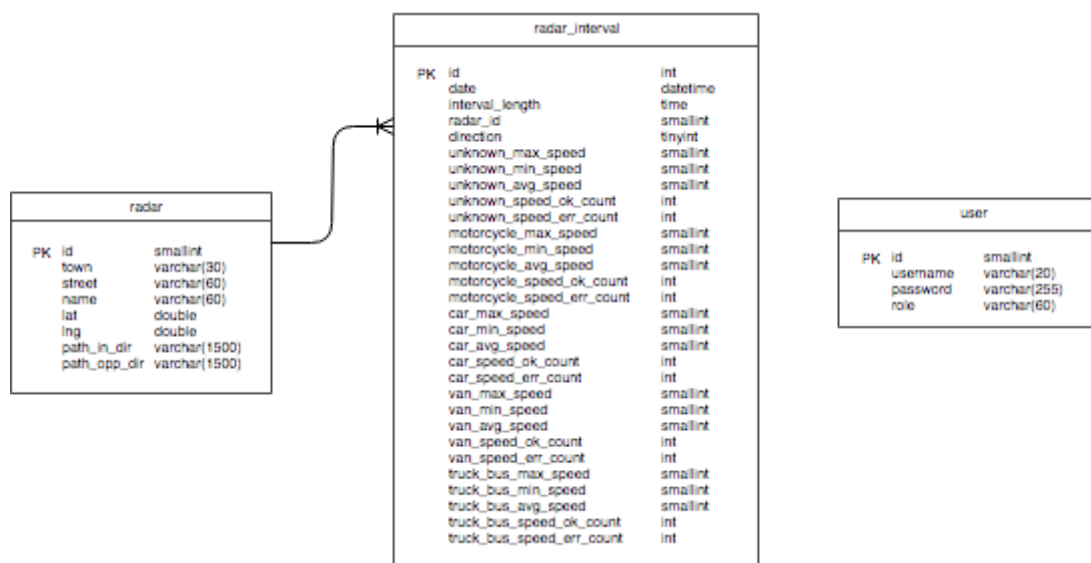 radar_interval
PK id int
date datetime
interval_length time
radar_id smallint
direction tinyint
unknown_max_speed smallint
unknown_min_speed smallint
unknown_avg_speed smallint
unknown_speed_ok_count int
unknown_speed_err_count int
motorcycle_max_speed smallint
motorcycle_min_speed smallint
motorcycle_avg_speed smallint
motorcycle_speed_ok_count int
motorcycle_speed_err_count int
car_max_speed smallint
car_min_speed smallint
car_avg_speed smallint
car_speed_ok_count int
car_speed_err_count int
van_max_speed smallint
van_min_speed smallint
van_avg_speed smallint
van_speed_ok_count int
van_speed_err_count int
truck_bus_max_speed smallint
truck_bus_min_speed smallint
truck_bus_avg_speed smallint
truck_bus_speed_ok_count int
truck_bus_speed_err_count int
radar
PK id smallint
town varchar(30)
street varchar(60)
name varchar(60)
lat double
lng double
path_in_dir varchar(1500)
path_opp_dir varchar(1500)
user
PK id smallint
username varchar(20)
password varchar(255)
role varchar(60)